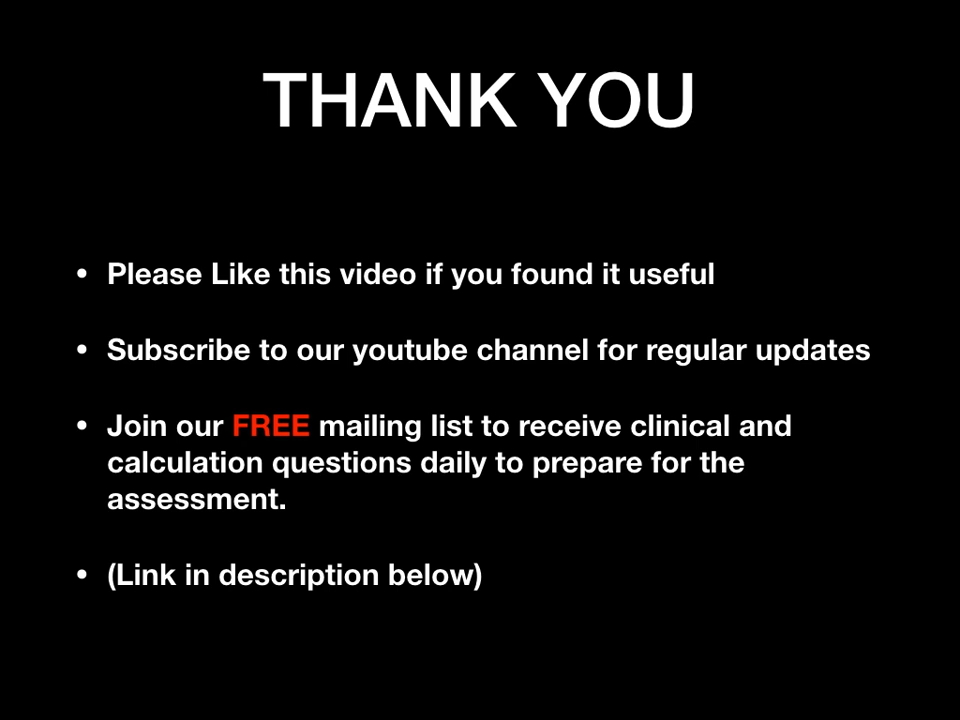 THANK YOU
• Please Like this video if you found it useful
• Subscribe to our youtube channel for regular updates
• Join our FREE mailing list to receive clinical and
calculation questions daily to prepare for the
assessment.
• (Link in description below)